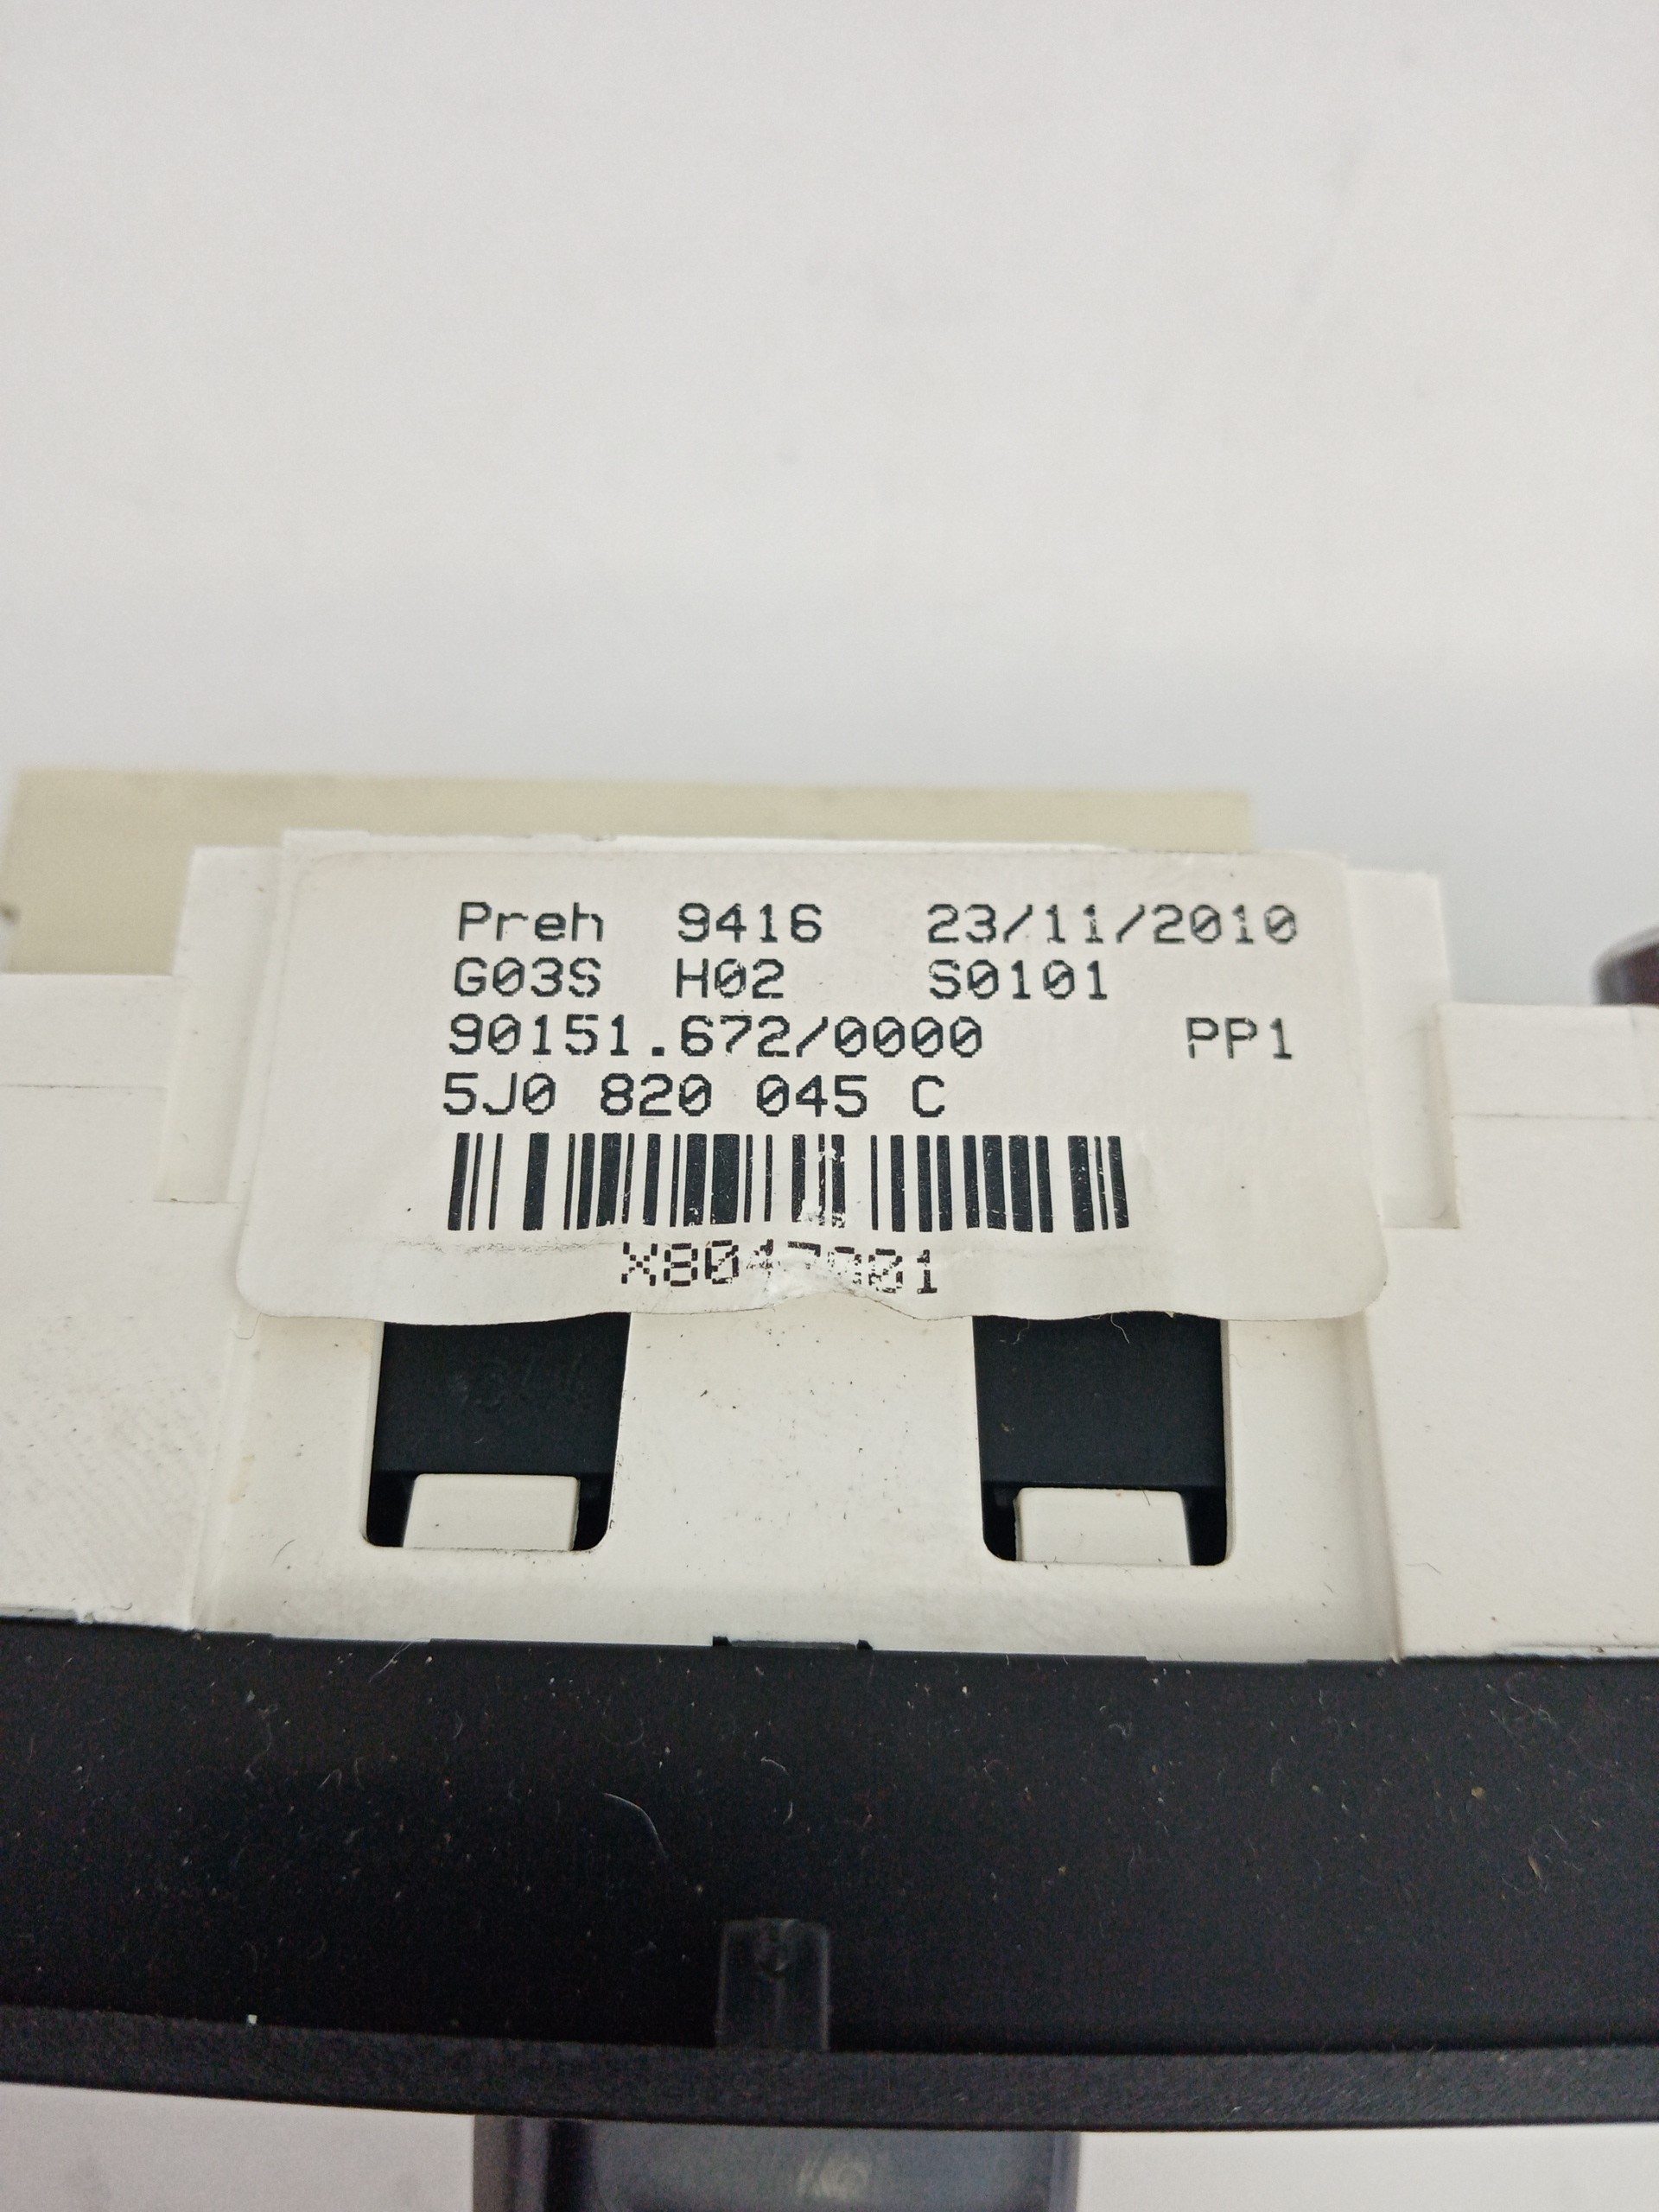 Preh 9416 23/11/2010
G03S H02 S0101
90151.672/0000 PP1
5J0 820 045 C